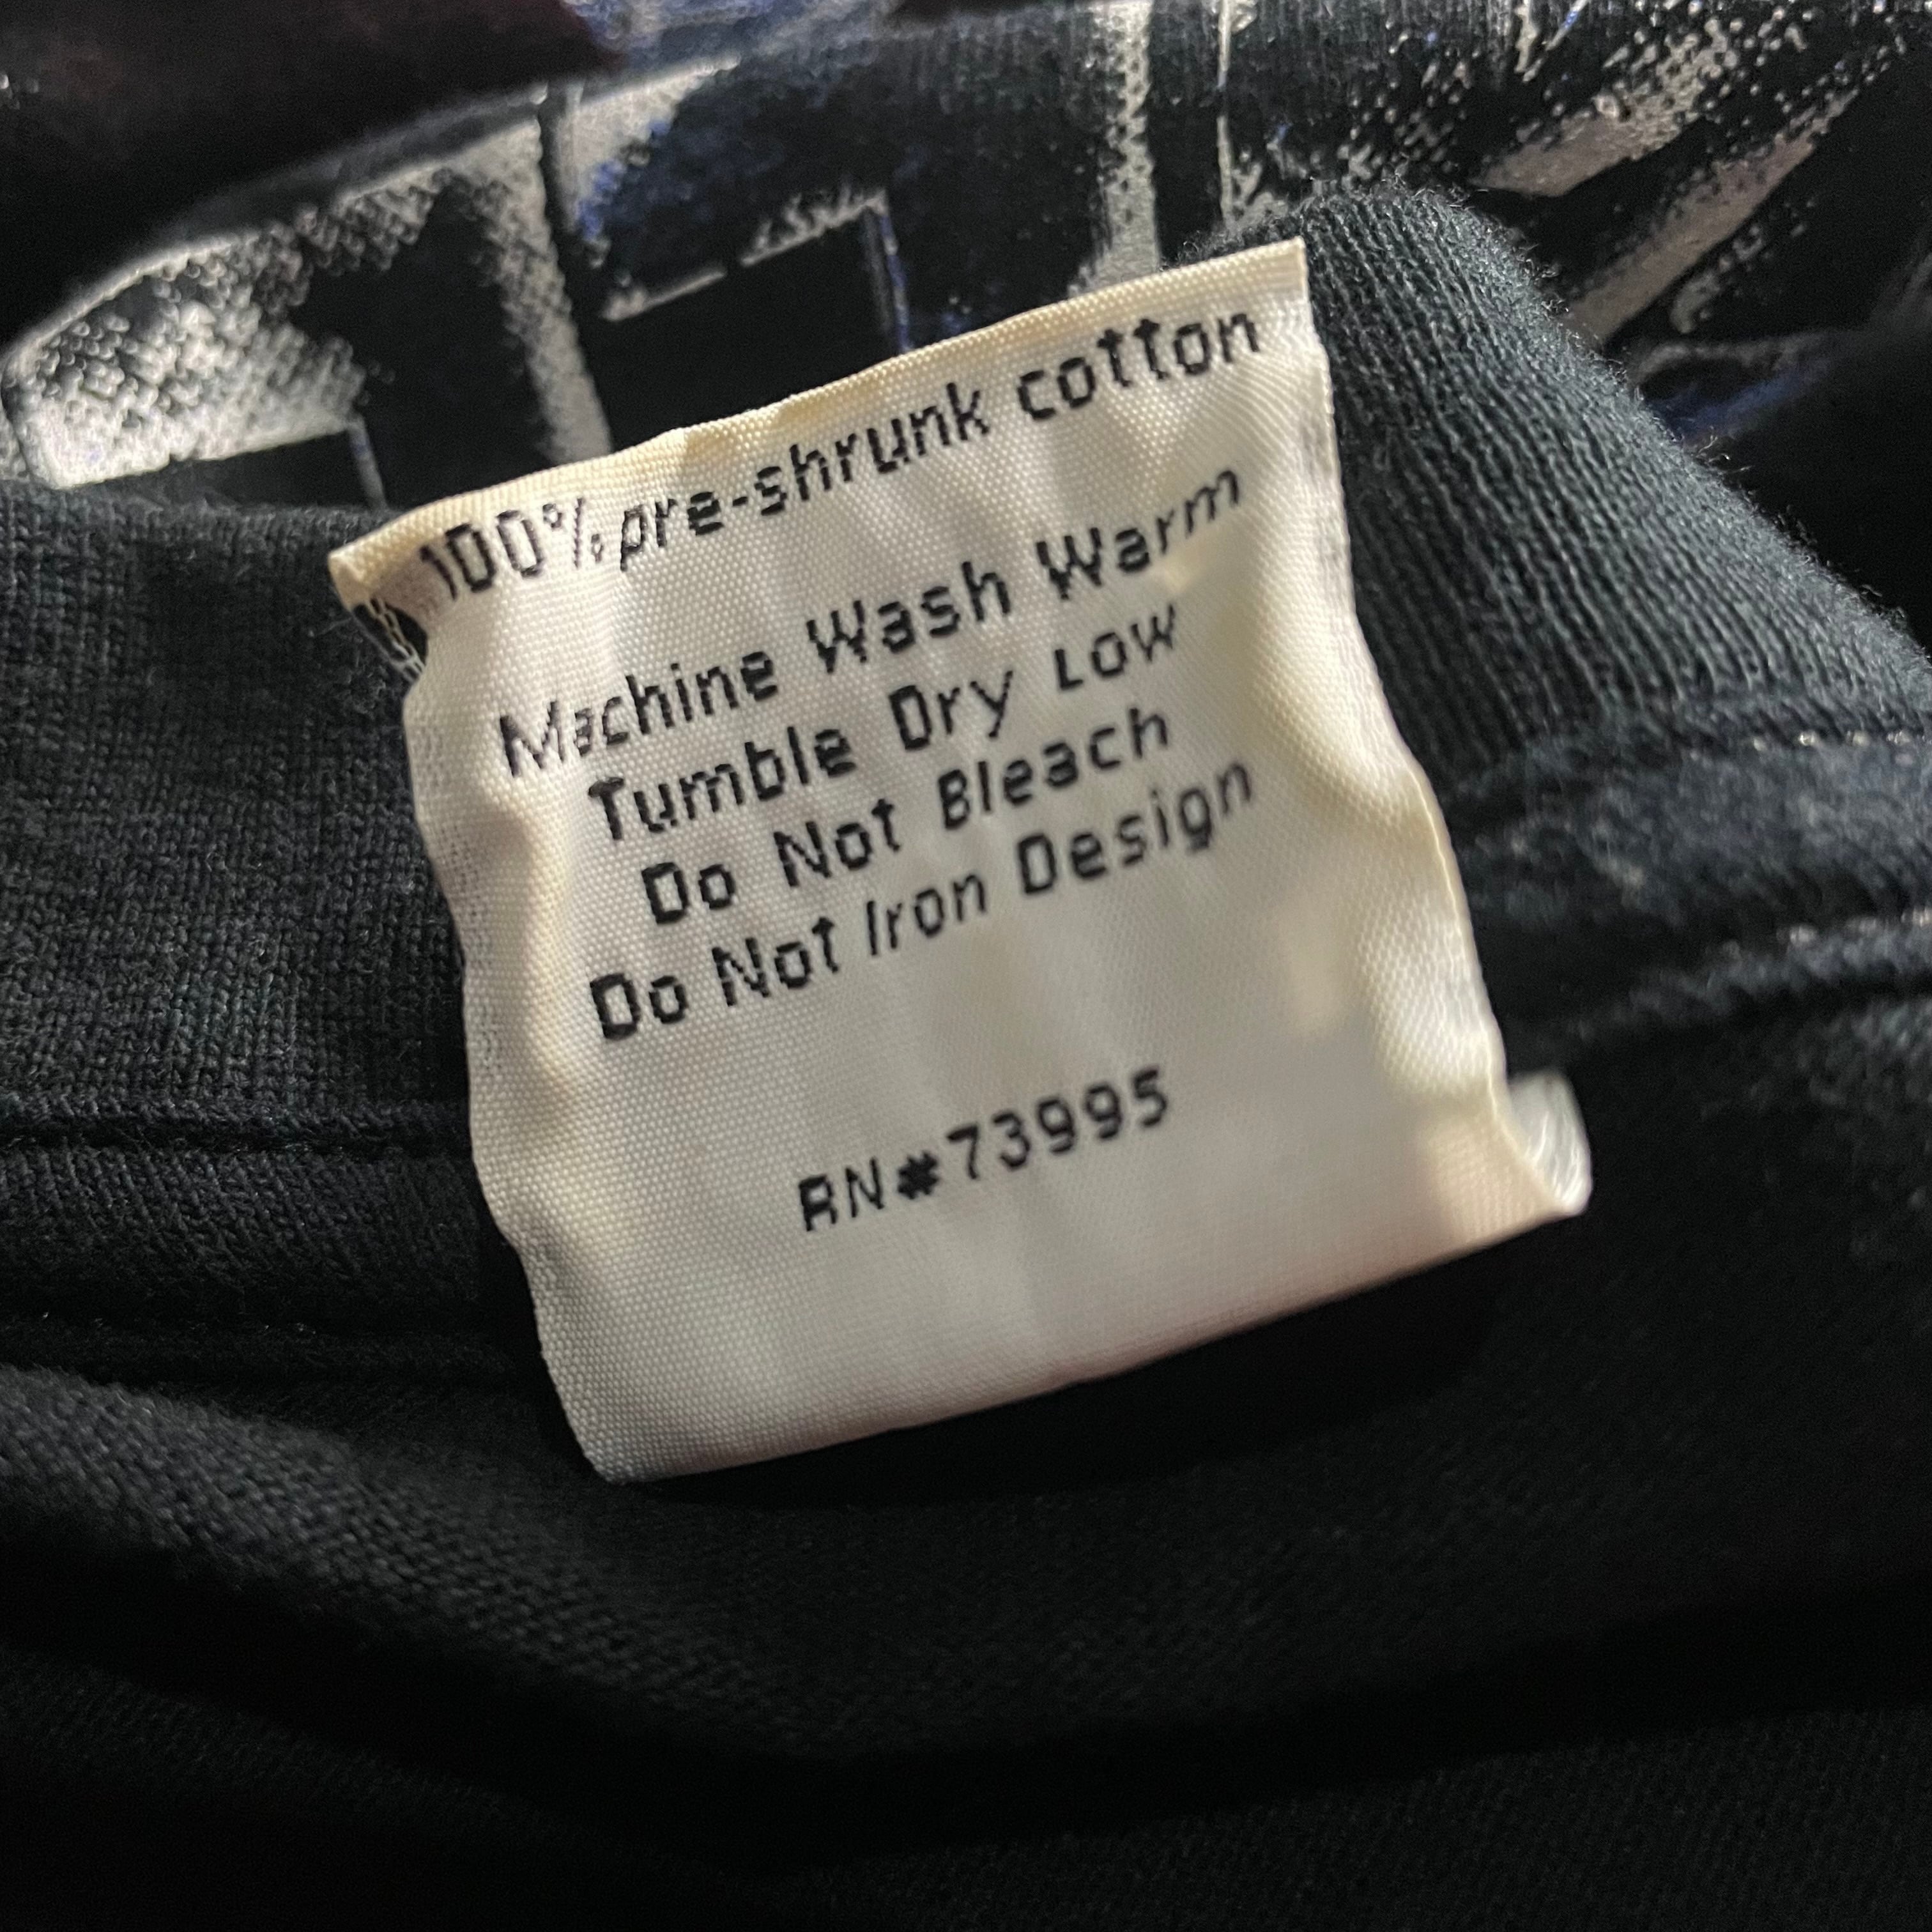 100% pre-shrunk cotton
Machine Wash Warm
Tumble Dry Low
Do Not Bleach
Do Not Iron Design
RN#73995